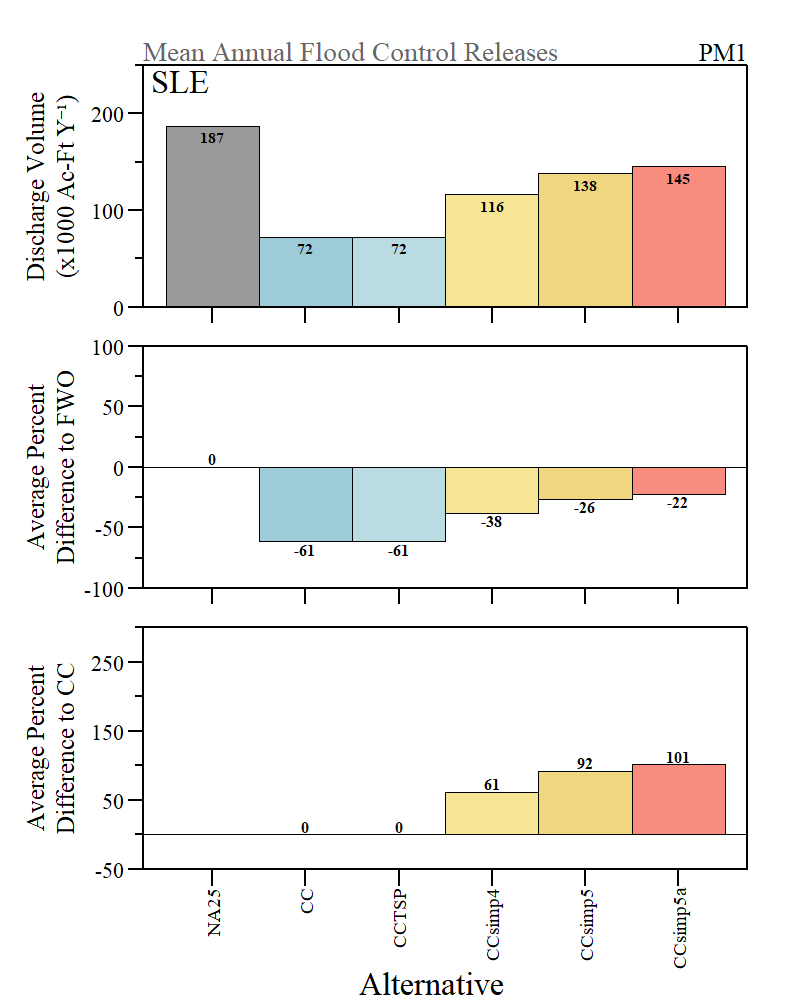 Mean Annual Flood Control Releases PM1
SLE
Discharge Volume
(x1000 Ac-Ft Y⁻¹)
200
100
0
187
72
72
116
138
145
Average Percent
Difference to FWO
100
50
0
-50
-100
0
-61
-61
-38
-26
-22
Average Percent
Difference to CC
250
150
50
-50
0
0
61
92
101
NA25
CC
CCTSP
CCsimp4
CCsimp5
CCsimp5a
Alternative